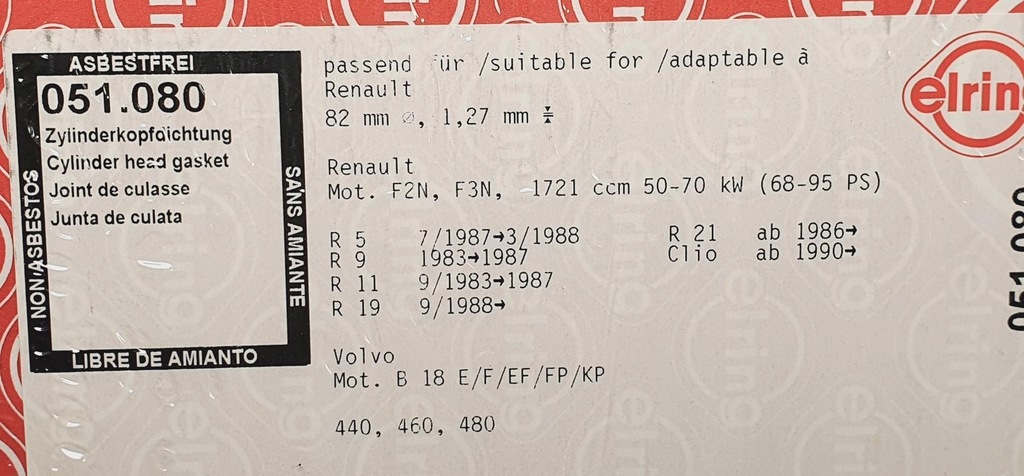 ASBESTFREI
051.080
Zylinderkopfdichtung
Cylinder head gasket
Joint de culasse
Junta de culata
NON/ASBESTOS
SANS AMIANTE
LIBRE DE AMIANTO
passend für /suitable for /adaptable à
Renault
82 mm ⌀, 1,27 mm
Renault
Mot. F2N, F3N, 1721 ccm 50-70 kW (68-95 PS)
R 5 7/1987→3/1988 R 21 ab 1986→
R 9 1983→1987 Clio ab 1990→
R 11 9/1983→1987
R 19 9/1988→
Volvo
Mot. B 18 E/F/EF/FP/KP
440, 460, 480
elring
051.080